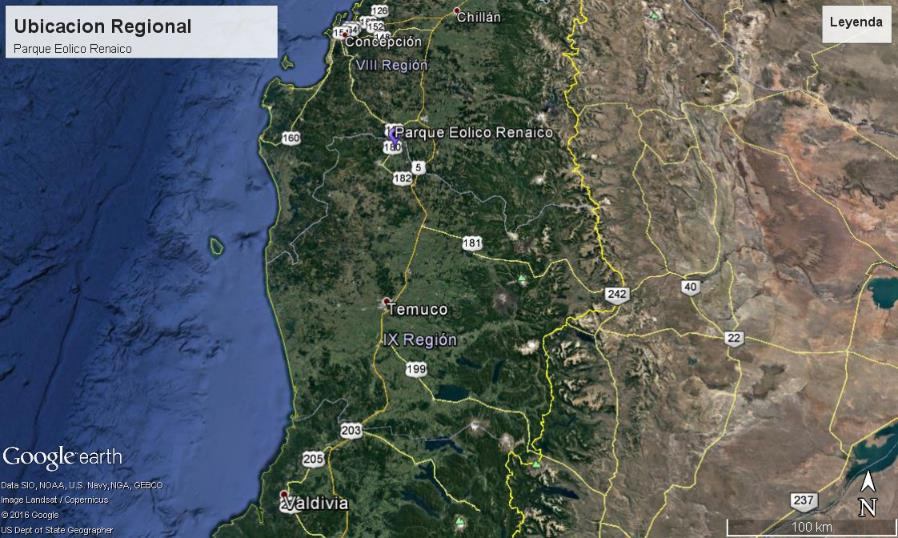 Ubicacion Regional
Parque Eolico Renaico
Leyenda
126
Chillán
152
Concepción
VIII Región
160
Parque Eolico Renaico
180
5
182
181
242
40
Temuco
22
IX Región
199
203
205
Google earth
Data SIO, NOAA, U.S. Navy, NGA, GEBCO
Image Landsat / Copernicus
© 2016 Google
US Dept of State Geographer
Valdivia
237
N
100 km